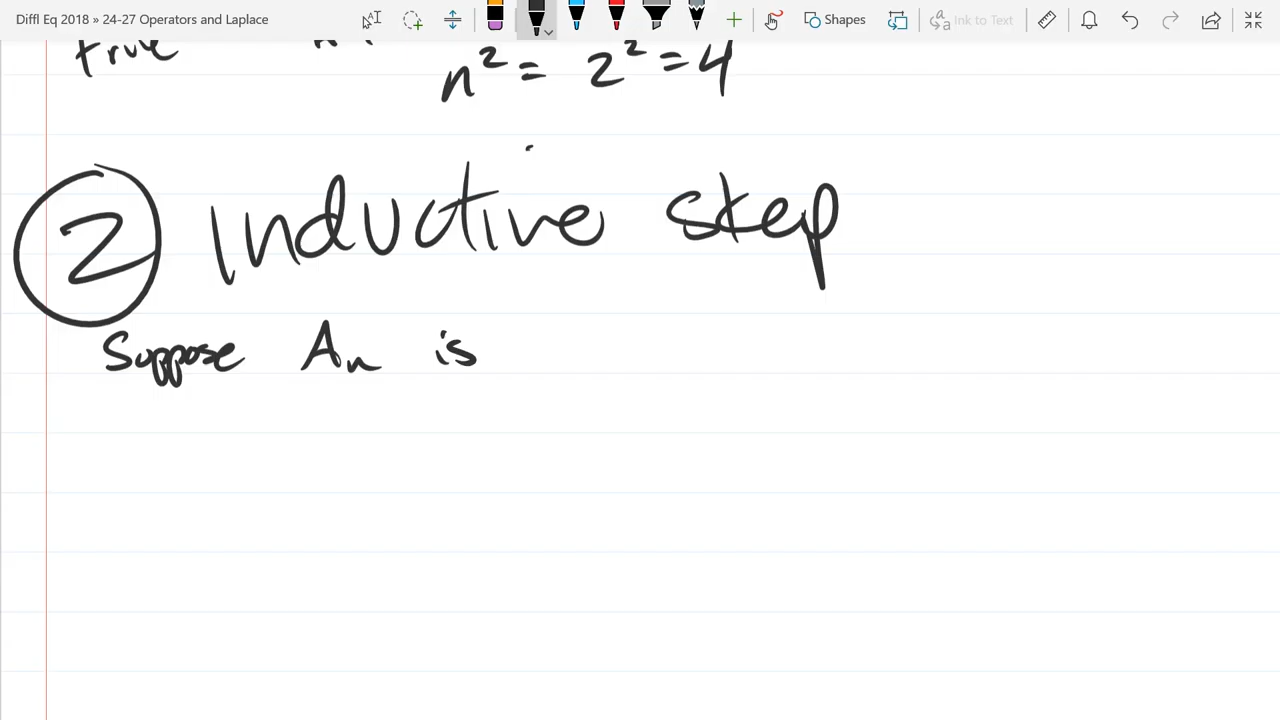 Diffl Eq 2018 » 24-27 Operators and Laplace
Shapes
Ink to Text
true
n² = 2² = 4
② Inductive step
Suppose Aₙ is